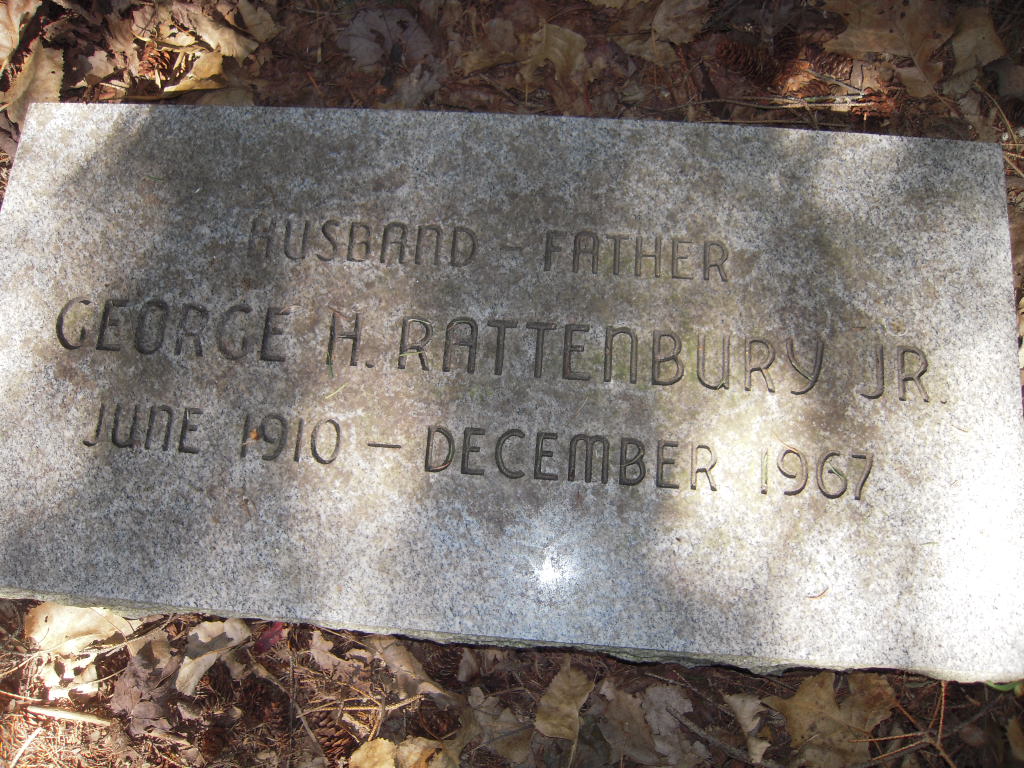 HUSBAND - FATHER
GEORGE H. RATTENBURY JR.
JUNE 1910 - DECEMBER 1967